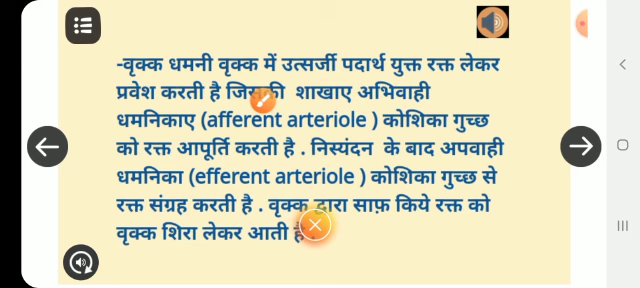 -वृक्क धमनी वृक्क में उत्सर्जी पदार्थ युक्त रक्त लेकर
प्रवेश करती है जिसकी शाखाए अभिवाही
धमनिकाए (afferent arteriole ) कोशिका गुच्छ
को रक्त आपूर्ति करती है . निस्यंदन के बाद अपवाही
धमनिका (efferent arteriole ) कोशिका गुच्छ से
रक्त संग्रह करती है . वृक्क द्वारा साफ़ किये रक्त को
वृक्क शिरा लेकर आती है .